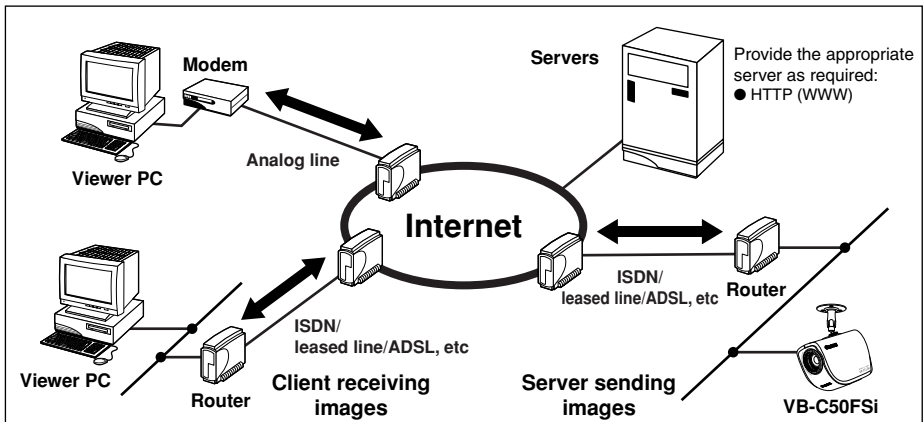 Modem
Servers
Provide the appropriate
server as required:
● HTTP (WWW)
Analog line
Viewer PC
Internet
ISDN/
leased line/ADSL, etc
Router
ISDN/
leased line/ADSL, etc
Viewer PC
Router
Client receiving
images
Server sending
images
VB-C50FSi